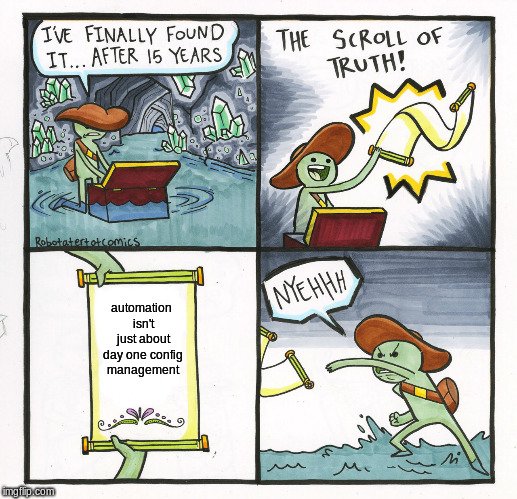 I'VE FINALLY FOUND
IT... AFTER 15 YEARS
THE SCROLL OF
TRUTH!
Robotatertotcomics
automation
isn't
just about
day one config
management
NYEHHH
imgflip.com